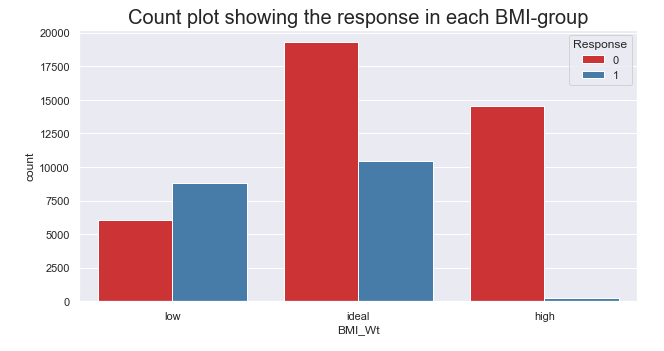 Count plot showing the response in each BMI-group
Response
0
1
20000
17500
15000
12500
10000
7500
5000
2500
0
count
low ideal high
BMI_Wt